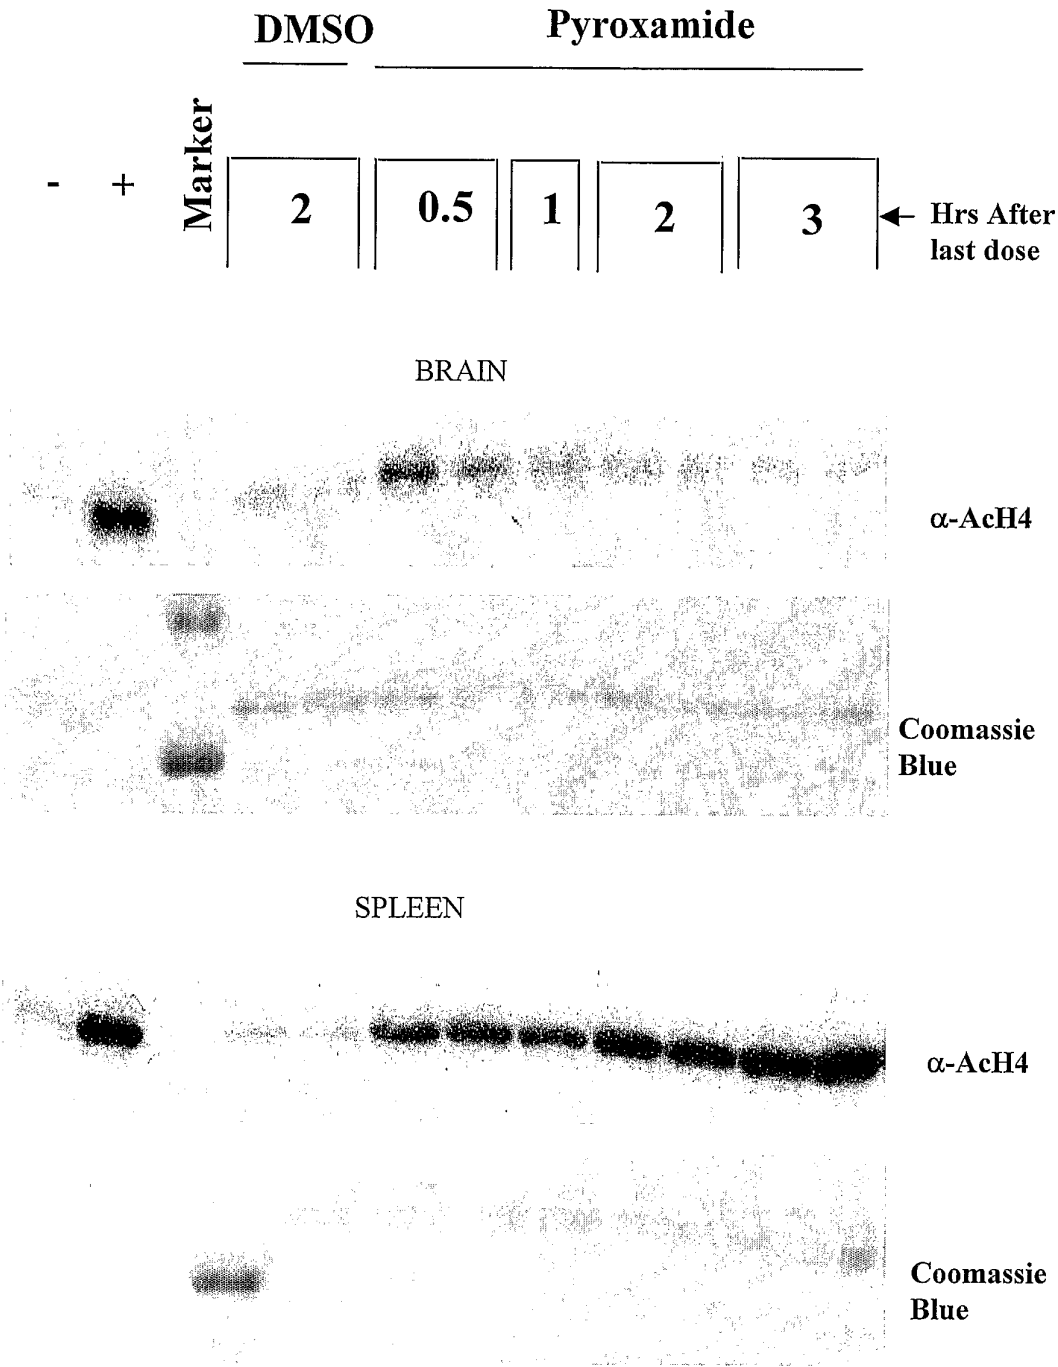 DMSO Pyroxamide
- + Marker 2 0.5 1 2 3 Hrs After
last dose
BRAIN
α-AcH4
Coomassie
Blue
SPLEEN
α-AcH4
Coomassie
Blue